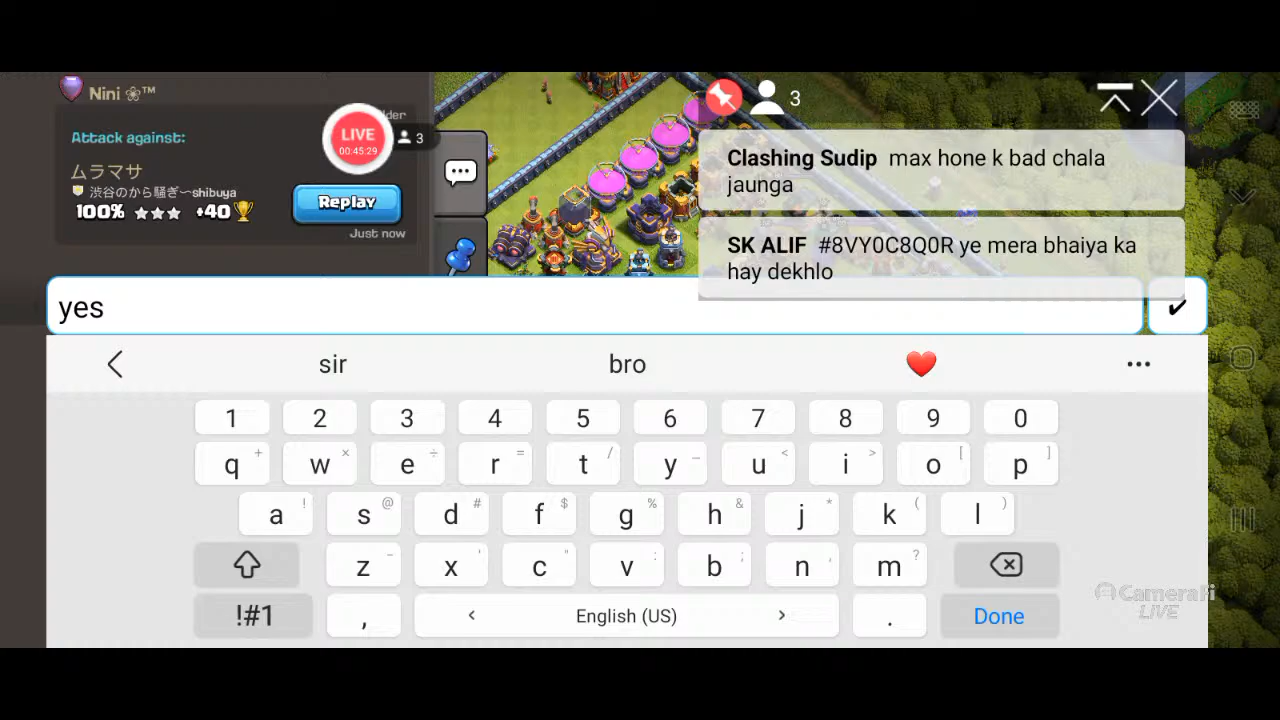 Nini ❀™
lder
Attack against:
LIVE
00:45:29
3
ムラマサ
渋谷のから騒ぎ〜shibuya
100% ★★★ +40
Replay
Just now
3
Clashing Sudip max hone k bad chala
jaunga
SK ALIF #8VY0C8Q0R ye mera bhaiya ka
hay dekhlo
yes
sir bro ❤️ •••
1 2 3 4 5 6 7 8 9 0
q + w × e ÷ r = t / y _ u < i > o [ p ]
a ! s @ d # f $ g % h & j * k ( l )
z - x ' c " v : b ; n , m ?
!#1 , < English (US) > . Done
CameraFi
LIVE